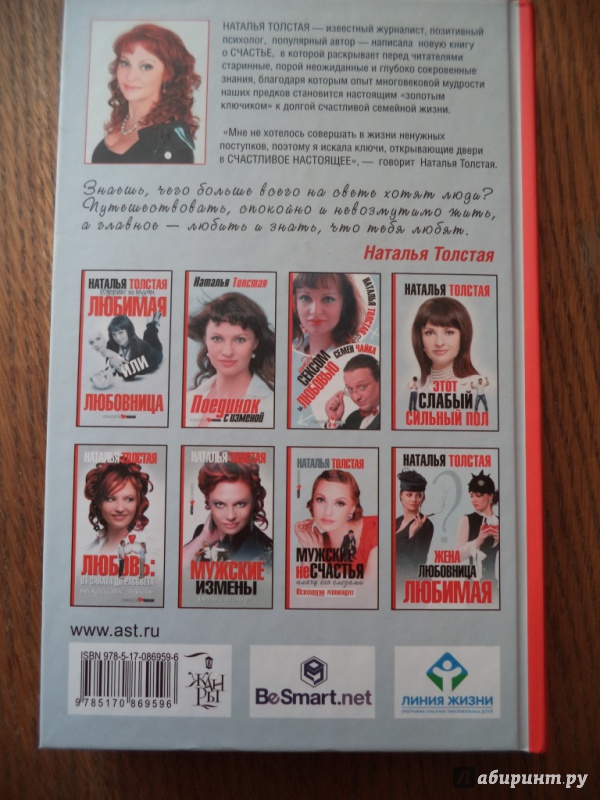 НАТАЛЬЯ ТОЛСТАЯ — известный журналист, позитивный
психолог, популярный автор — написала новую книгу
о СЧАСТЬЕ, в которой раскрывает перед читателями
старинные, порой неожиданные и глубоко сокровенные
знания, благодаря которым опыт многовековой мудрости
наших предков становится настоящим «золотым
ключиком» к долгой счастливой семейной жизни.
«Мне не хотелось совершать в жизни ненужных
поступков, поэтому я искала ключи, открывающие двери
в СЧАСТЛИВОЕ НАСТОЯЩЕЕ», — говорит Наталья Толстая.
Знаешь, чего больше всего на свете хотят люди?
Путешествовать, спокойно и невозмутимо жить,
а главное — любить и знать, что тебя любят.
Наталья Толстая
НАТАЛЬЯ ТОЛСТАЯ
ЛЮБИМАЯ
ИЛИ
ЛЮБОВНИЦА
Наталья Толстая
Поединок
с изменой
НАТАЛЬЯ ТОЛСТАЯ
СЕМЕН ЧАЙКА
СЕКСОМ
и ЛЮБОВЬЮ
НАТАЛЬЯ ТОЛСТАЯ
ЭТОТ
СЛАБЫЙ
СИЛЬНЫЙ ПОЛ
НАТАЛЬЯ ТОЛСТАЯ
ЛЮБОВЬ:
ОТ ЗАКАТА ДО РАССВЕТА
НАТАЛЬЯ ТОЛСТАЯ
МУЖСКИЕ
ИЗМЕНЫ
НАТАЛЬЯ ТОЛСТАЯ
МУЖСКИЕ
неСЧАСТЬЯ
НАТАЛЬЯ ТОЛСТАЯ
ЖЕНА
ЛЮБОВНИЦА
ЛЮБИМАЯ
www.ast.ru
ISBN 978-5-17-086959-6
9 785170 869596
ЖАНРЫ
BeSmart.net
ЛИНИЯ ЖИЗНИ
Лабиринт.ру